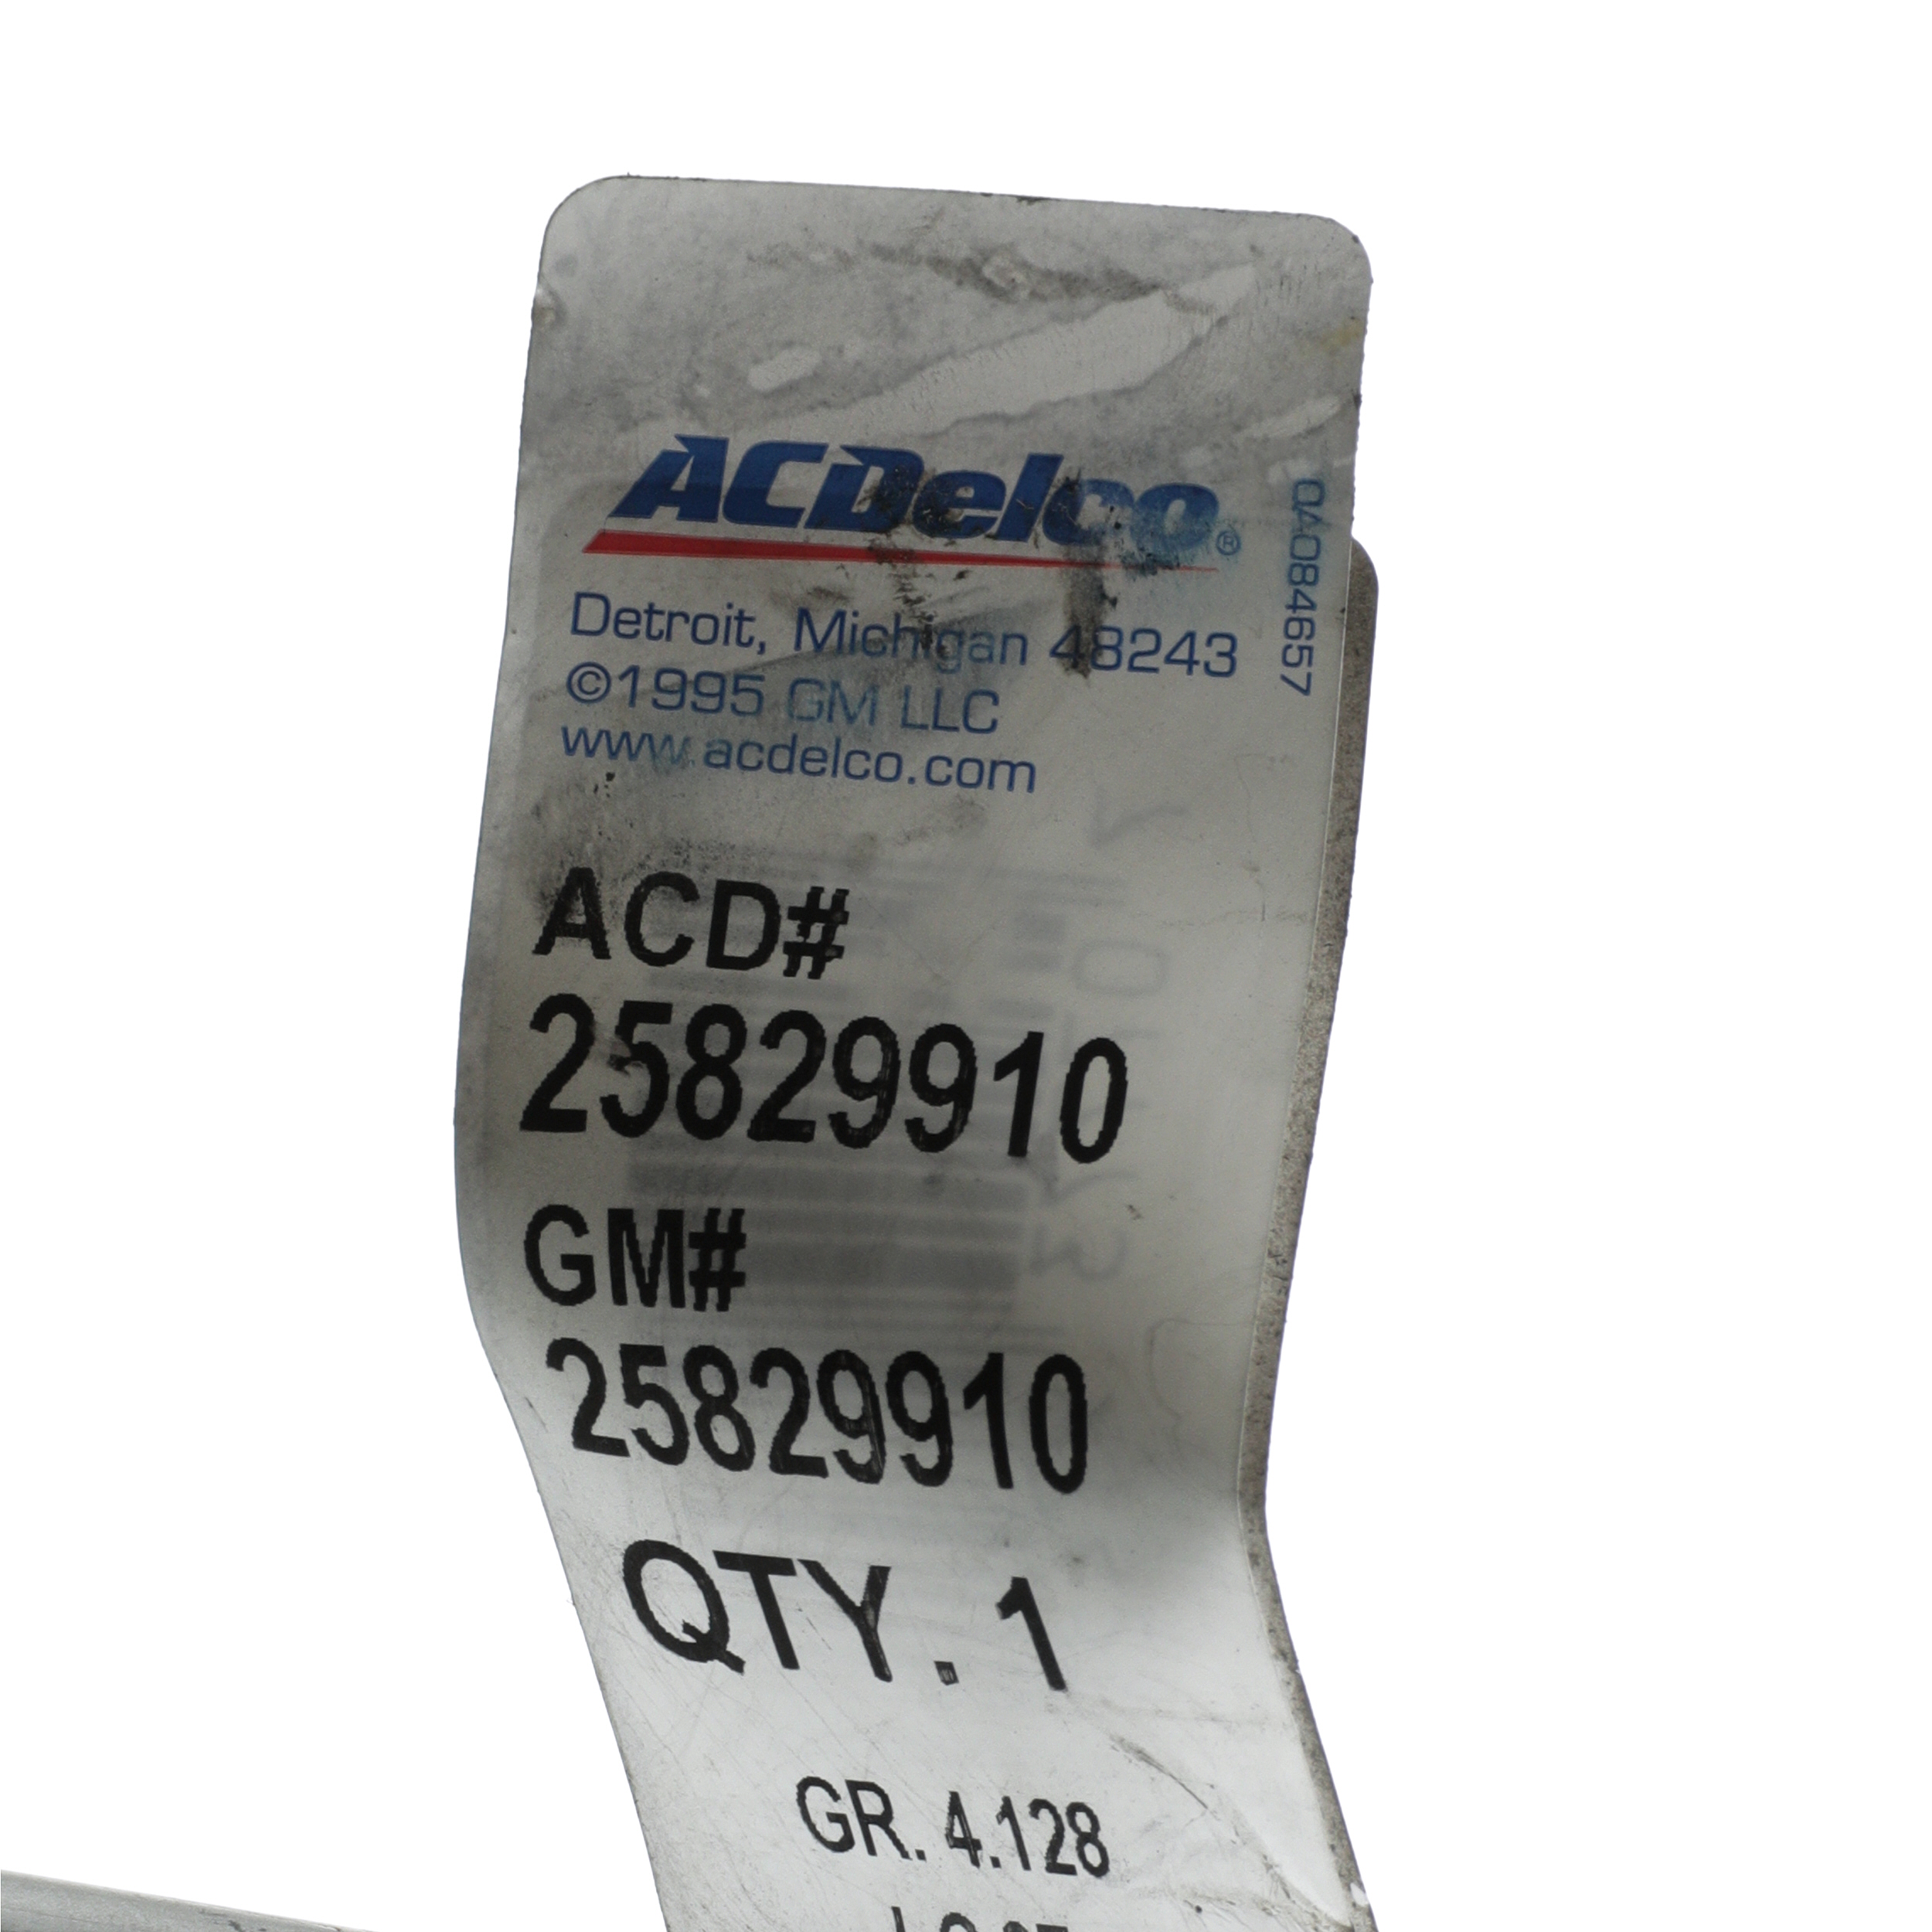 ACDelco®
Detroit, Michigan 48243
©1995 GM LLC
www.acdelco.com
0A084657
ACD#
25829910
GM#
25829910
QTY. 1
GR. 4.128